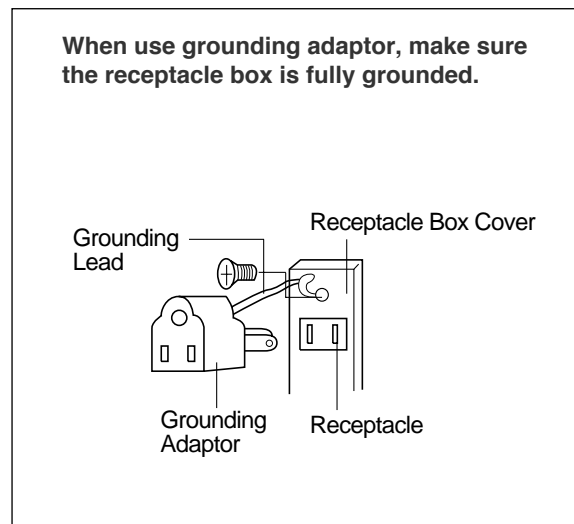 When use grounding adaptor, make sure
the receptacle box is fully grounded.
Receptacle Box Cover
Grounding
Lead
Grounding
Adaptor
Receptacle